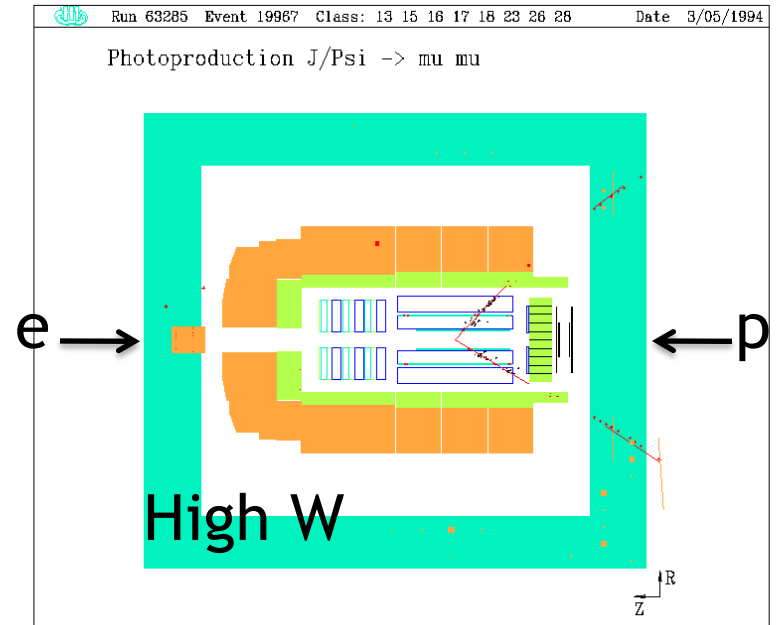 Run 63285 Event 19967 Class: 13 15 16 17 18 23 26 28 Date 3/05/1994
Photoproduction J/Psi -> mu mu
e
p
High W
R
Z